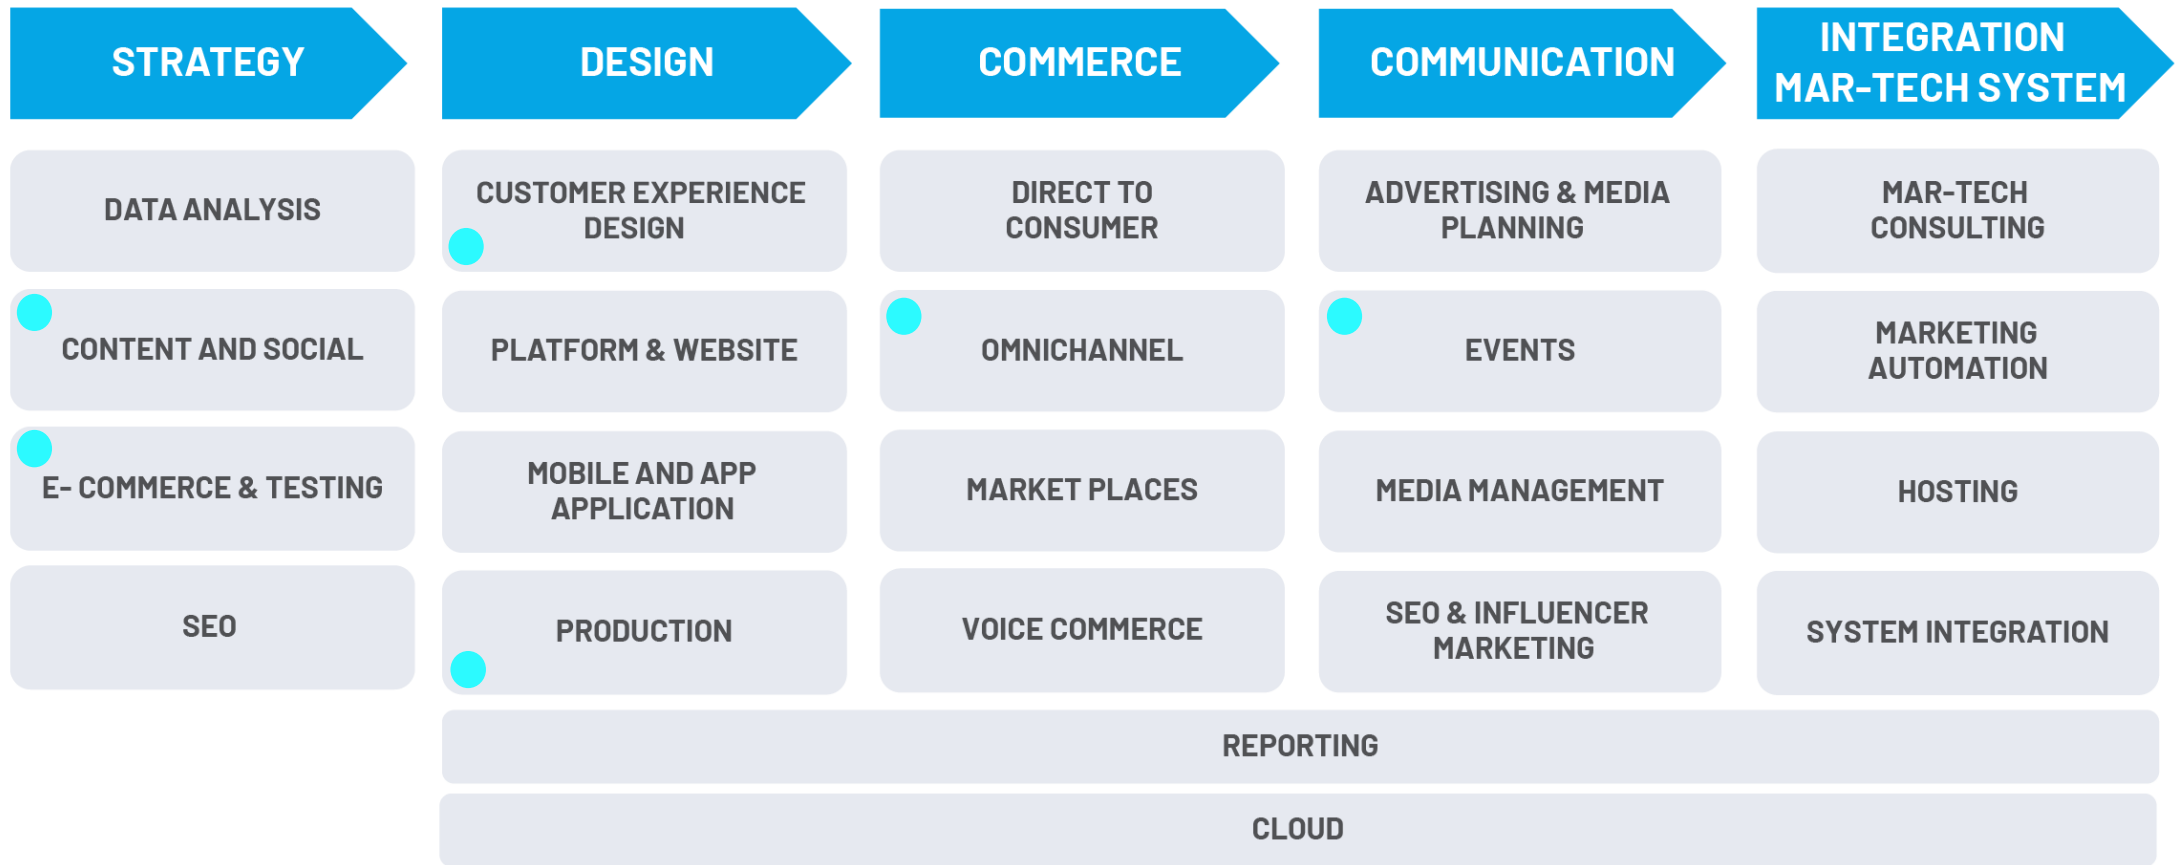 STRATEGY
DESIGN
COMMERCE
COMMUNICATION
INTEGRATION
MAR-TECH SYSTEM
DATA ANALYSIS
CONTENT AND SOCIAL
E- COMMERCE & TESTING
SEO
CUSTOMER EXPERIENCE
DESIGN
PLATFORM & WEBSITE
MOBILE AND APP
APPLICATION
PRODUCTION
DIRECT TO
CONSUMER
OMNICHANNEL
MARKET PLACES
VOICE COMMERCE
ADVERTISING & MEDIA
PLANNING
EVENTS
MEDIA MANAGEMENT
SEO & INFLUENCER
MARKETING
MAR-TECH
CONSULTING
MARKETING
AUTOMATION
HOSTING
SYSTEM INTEGRATION
REPORTING
CLOUD